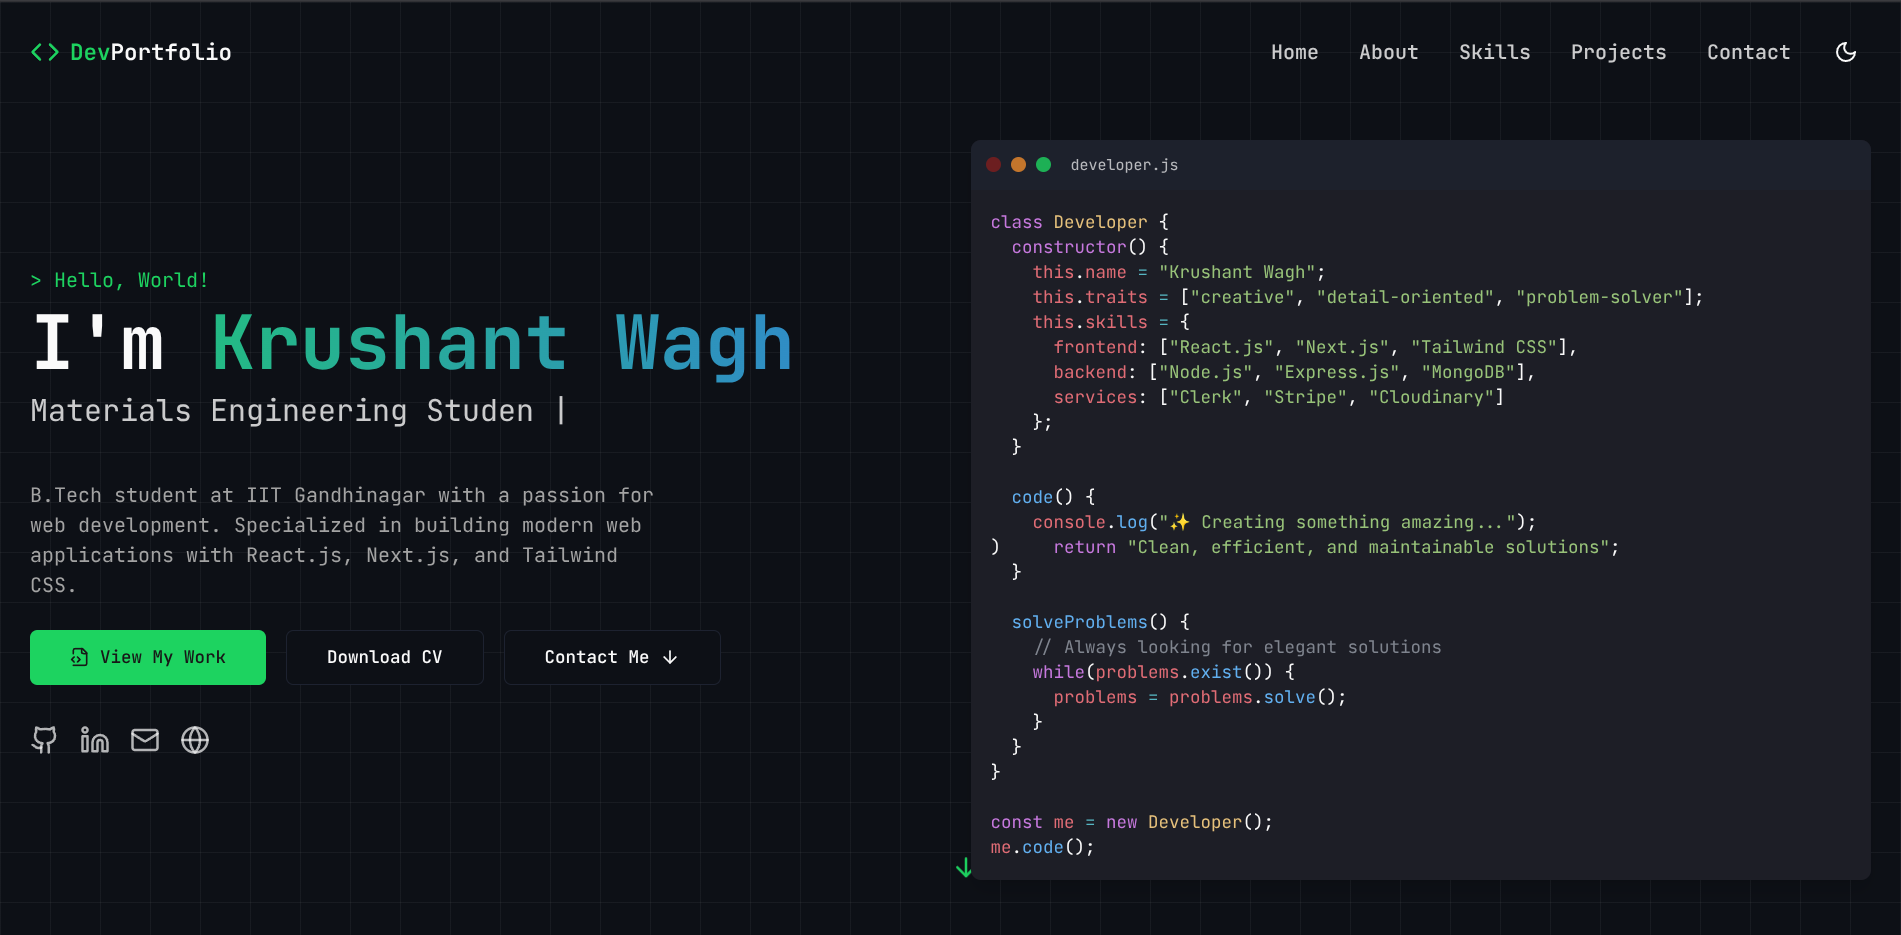 DevPortfolio
Home About Skills Projects Contact
> Hello, World!
I'm Krushant Wagh
Materials Engineering Studen |
B.Tech student at IIT Gandhinagar with a passion for
web development. Specialized in building modern web
applications with React.js, Next.js, and Tailwind
CSS.
View My Work
Download CV
Contact Me ↓
developer.js
class Developer {
  constructor() {
    this.name = "Krushant Wagh";
    this.traits = ["creative", "detail-oriented", "problem-solver"];
    this.skills = {
      frontend: ["React.js", "Next.js", "Tailwind CSS"],
      backend: ["Node.js", "Express.js", "MongoDB"],
      services: ["Clerk", "Stripe", "Cloudinary"]
    };
  }
  code() {
    console.log("✨ Creating something amazing...");
)     return "Clean, efficient, and maintainable solutions";
  }
  solveProblems() {
    // Always looking for elegant solutions
    while(problems.exist()) {
      problems = problems.solve();
    }
  }
}
const me = new Developer();
me.code();